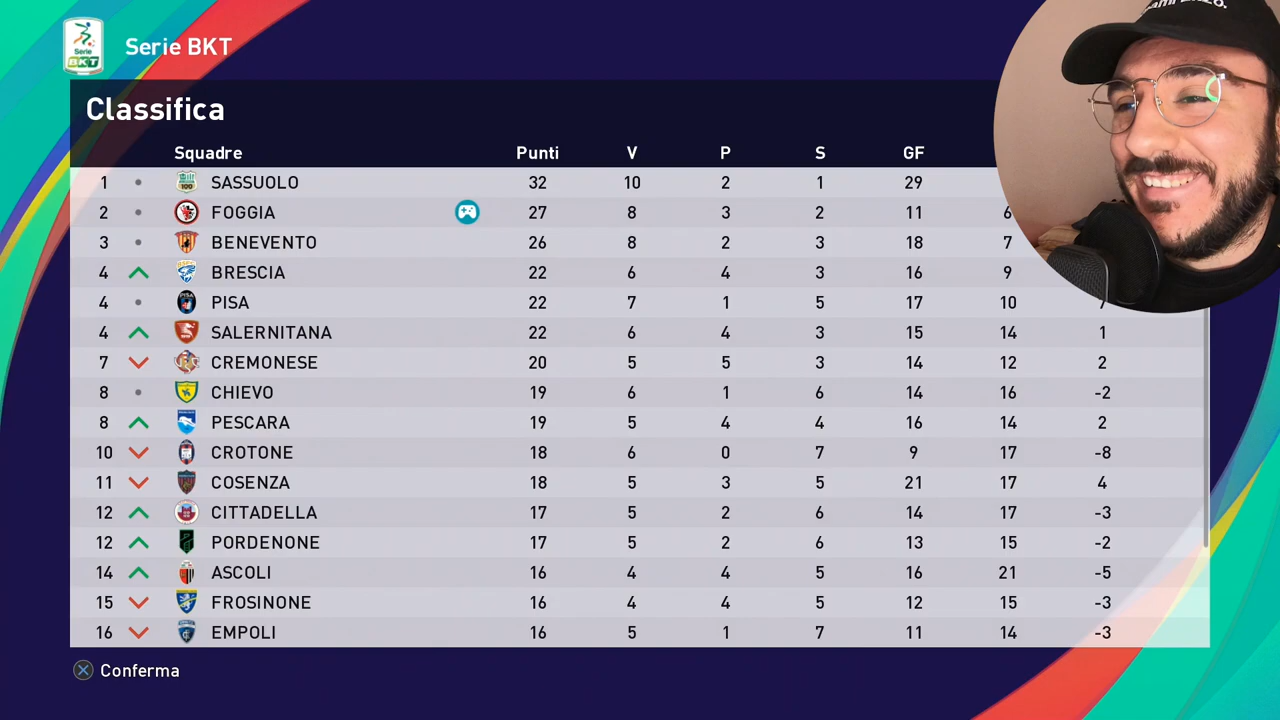 Serie BKT
Classifica
Squadre Punti V P S GF
1 SASSUOLO 32 10 2 1 29
2 FOGGIA 27 8 3 2 11 6
3 BENEVENTO 26 8 2 3 18 7
4 BRESCIA 22 6 4 3 16 9
4 PISA 22 7 1 5 17 10
4 SALERNITANA 22 6 4 3 15 14 1
7 CREMONESE 20 5 5 3 14 12 2
8 CHIEVO 19 6 1 6 14 16 -2
8 PESCARA 19 5 4 4 16 14 2
10 CROTONE 18 6 0 7 9 17 -8
11 COSENZA 18 5 3 5 21 17 4
12 CITTADELLA 17 5 2 6 14 17 -3
12 PORDENONE 17 5 2 6 13 15 -2
14 ASCOLI 16 4 4 5 16 21 -5
15 FROSINONE 16 4 4 5 12 15 -3
16 EMPOLI 16 5 1 7 11 14 -3
Conferma